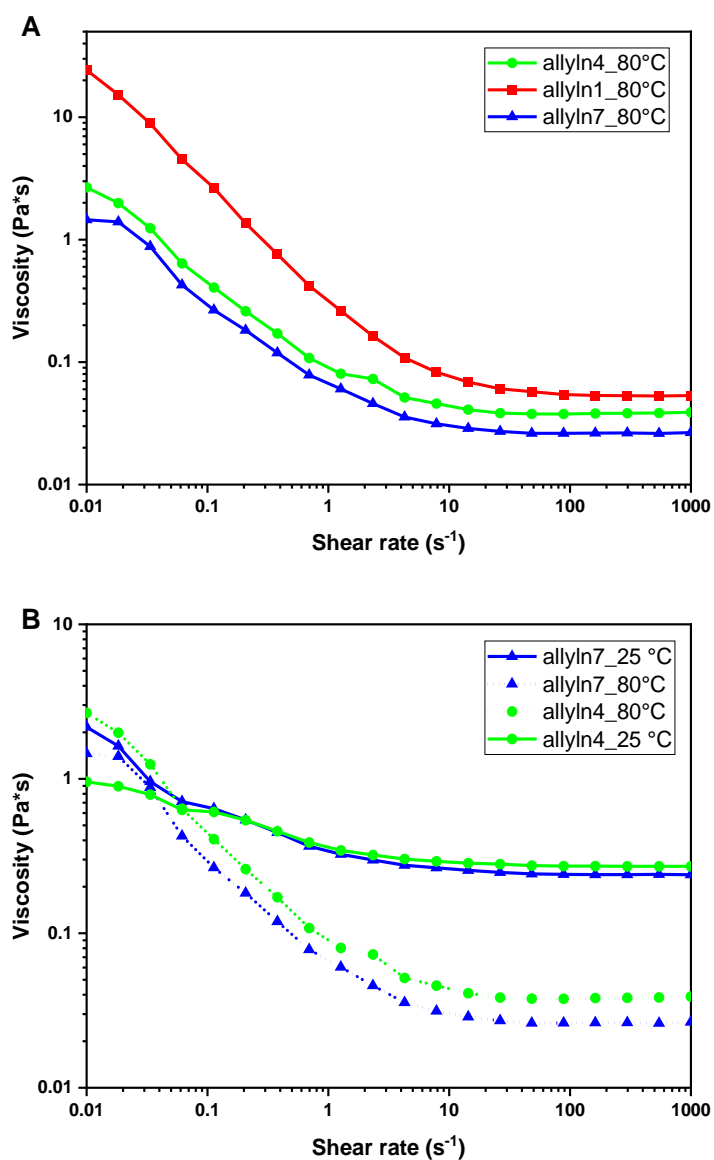 A
allyln4_80°C
allyln1_80°C
allyln7_80°C
10
1
0.1
0.01
Viscosity (Pa*s)
0.01 0.1 1 10 100 1000
Shear rate (s-1)
B
allyln7_25 °C
allyln7_80°C
allyln4_80°C
allyln4_25 °C
10
1
0.1
0.01
Viscosity (Pa*s)
0.01 0.1 1 10 100 1000
Shear rate (s-1)